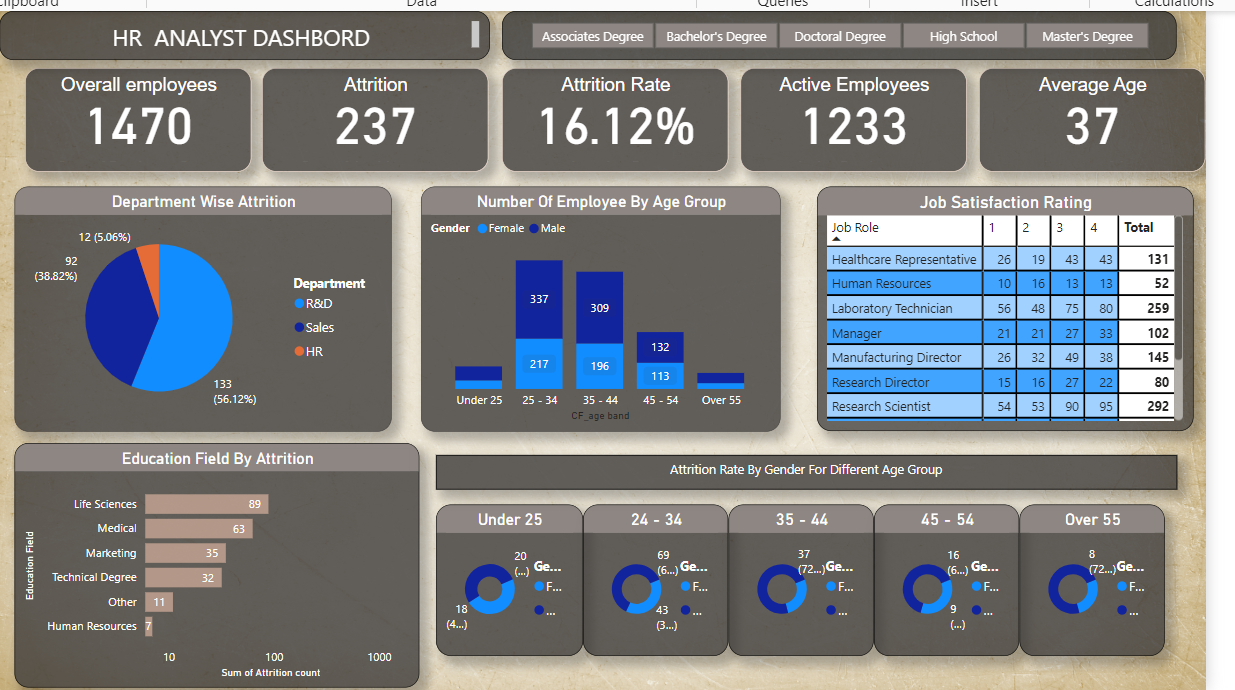 Clipboard
Data
Queries
Insert
Calculations
HR ANALYST DASHBORD
Associates Degree
Bachelor's Degree
Doctoral Degree
High School
Master's Degree
Overall employees
1470
Attrition
237
Attrition Rate
16.12%
Active Employees
1233
Average Age
37
Department Wise Attrition
12 (5.06%)
92
(38.82%)
133
(56.12%)
Department
R&D
Sales
HR
Number Of Employee By Age Group
Gender Female Male
337
217
309
196
132
113
Under 25 25 - 34 35 - 44 45 - 54 Over 55
CF_age band
Job Satisfaction Rating
Job Role 1 2 3 4 Total
Healthcare Representative 26 19 43 43 131
Human Resources 10 16 13 13 52
Laboratory Technician 56 48 75 80 259
Manager 21 21 27 33 102
Manufacturing Director 26 32 49 38 145
Research Director 15 16 27 22 80
Research Scientist 54 53 90 95 292
Education Field By Attrition
Education Field
Life Sciences 89
Medical 63
Marketing 35
Technical Degree 32
Other 11
Human Resources 7
10 100 1000
Sum of Attrition count
Attrition Rate By Gender For Different Age Group
Under 25
20
(...)
18
(4...)
Ge...
F...
...
24 - 34
69
(6...)
43
(3...)
Ge...
F...
...
35 - 44
37
(72...)
Ge...
F...
...
45 - 54
16
(6...)
9
(...)
Ge...
F...
...
Over 55
8
(72...)
Ge...
F...
...